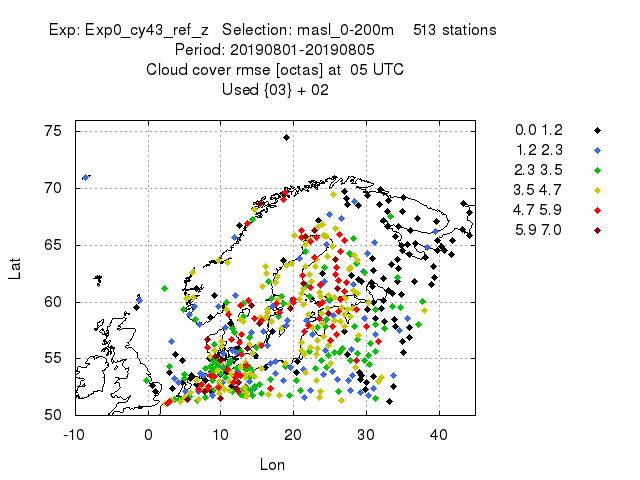 Exp: Exp0_cy43_ref_z   Selection: masl_0-200m    513 stations
Period: 20190801-20190805
Cloud cover rmse [octas] at  05 UTC
Used {03} + 02
0.0 1.2
1.2 2.3
2.3 3.5
3.5 4.7
4.7 5.9
5.9 7.0
75
70
65
60
55
50
Lat
-10 0 10 20 30 40
Lon